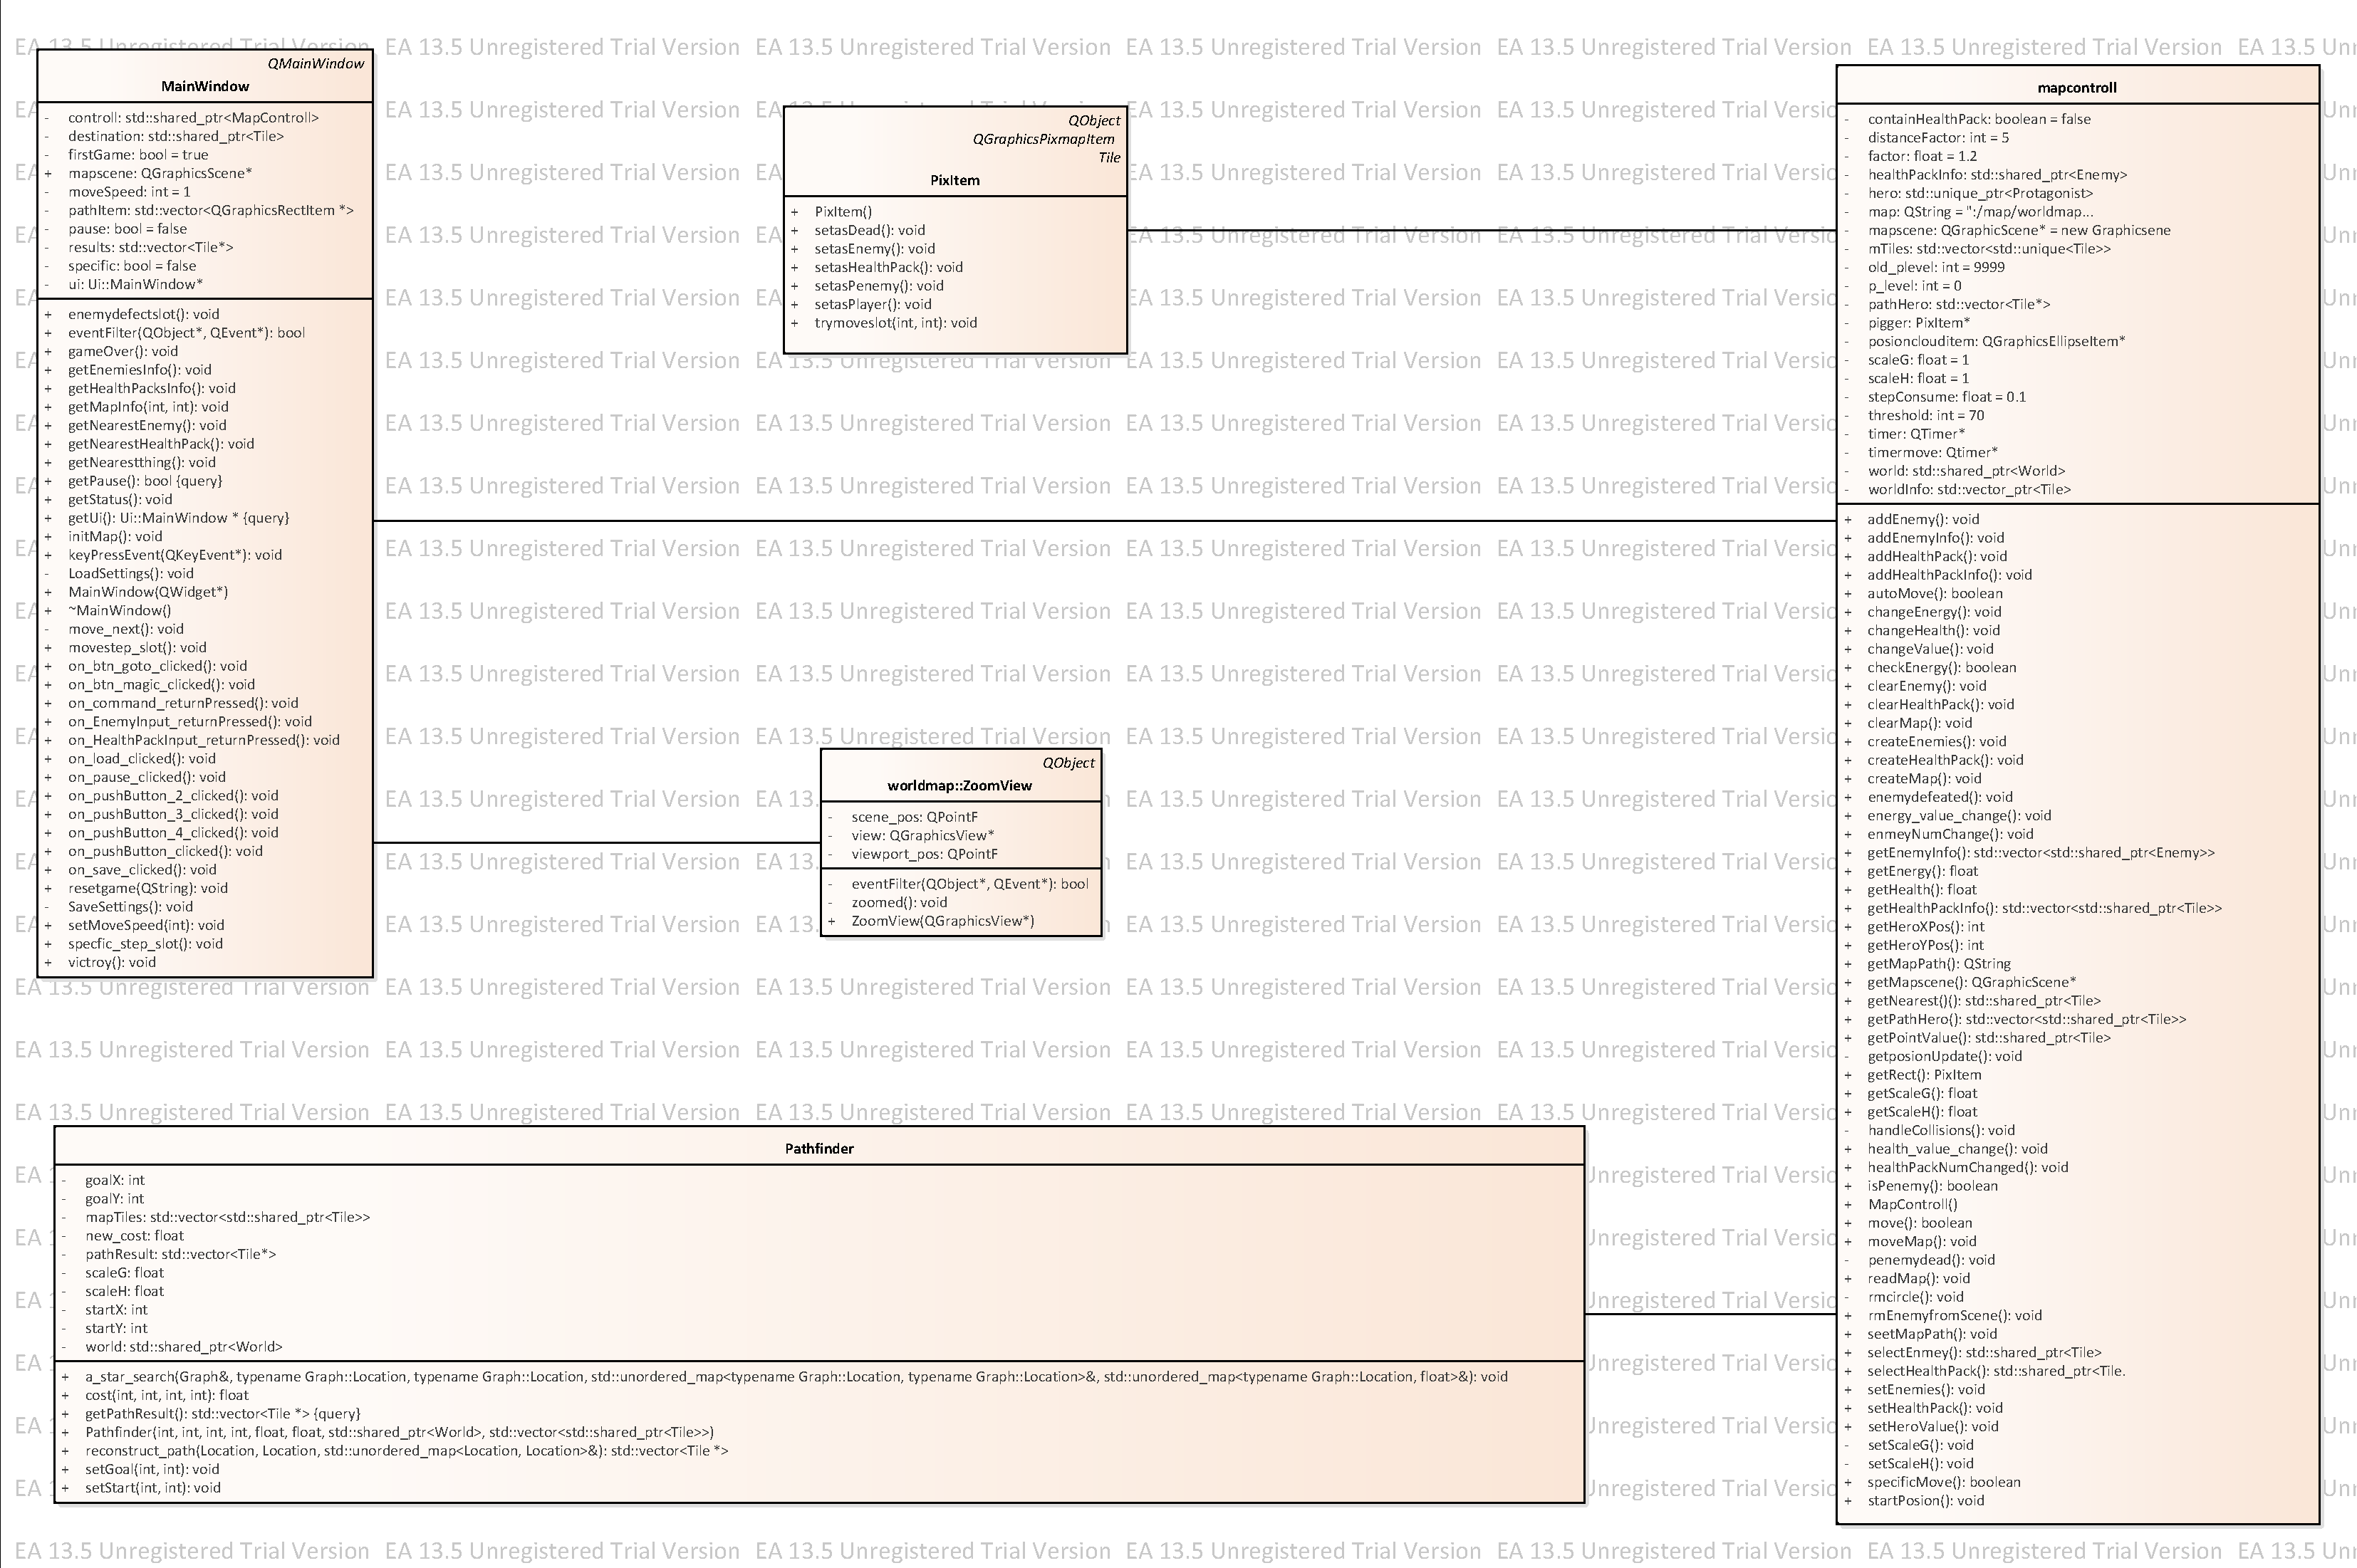 QMainWindow
MainWindow
- controll: std::shared_ptr<MapControll>
- destination: std::shared_ptr<Tile>
- firstGame: bool = true
+ mapscene: QGraphicsScene*
- moveSpeed: int = 1
- pathItem: std::vector<QGraphicsRectItem *>
- pause: bool = false
- results: std::vector<Tile*>
- specific: bool = false
- ui: Ui::MainWindow*
+ enemydefectslot(): void
+ eventFilter(QObject*, QEvent*): bool
+ gameOver(): void
+ getEnemiesInfo(): void
+ getHealthPacksInfo(): void
+ getMapInfo(int, int): void
+ getNearestEnemy(): void
+ getNearestHealthPack(): void
+ getNearestthing(): void
+ getPause(): bool {query}
+ getStatus(): void
+ getUi(): Ui::MainWindow * {query}
+ initMap(): void
+ keyPressEvent(QKeyEvent*): void
- LoadSettings(): void
+ MainWindow(QWidget*)
+ ~MainWindow()
- move_next(): void
+ movestep_slot(): void
+ on_btn_goto_clicked(): void
+ on_btn_magic_clicked(): void
+ on_command_returnPressed(): void
+ on_EnemyInput_returnPressed(): void
+ on_HealthPackInput_returnPressed(): void
+ on_load_clicked(): void
+ on_pause_clicked(): void
+ on_pushButton_2_clicked(): void
+ on_pushButton_3_clicked(): void
+ on_pushButton_4_clicked(): void
+ on_pushButton_clicked(): void
+ on_save_clicked(): void
+ resetgame(QString): void
- SaveSettings(): void
+ setMoveSpeed(int): void
+ specfic_step_slot(): void
+ victroy(): void
QObject
QGraphicsPixmapItem
Tile
PixItem
+ PixItem()
+ setasDead(): void
+ setasEnemy(): void
+ setasHealthPack(): void
+ setasPenemy(): void
+ setasPlayer(): void
+ trymoveslot(int, int): void
QObject
worldmap::ZoomView
- scene_pos: QPointF
- view: QGraphicsView*
- viewport_pos: QPointF
- eventFilter(QObject*, QEvent*): bool
- zoomed(): void
+ ZoomView(QGraphicsView*)
Pathfinder
- goalX: int
- goalY: int
- mapTiles: std::vector<std::shared_ptr<Tile>>
- new_cost: float
- pathResult: std::vector<Tile*>
- scaleG: float
- scaleH: float
- startX: int
- startY: int
- world: std::shared_ptr<World>
+ a_star_search(Graph&, typename Graph::Location, typename Graph::Location, std::unordered_map<typename Graph::Location, typename Graph::Location>&, std::unordered_map<typename Graph::Location, float>&): void
+ cost(int, int, int, int): float
+ getPathResult(): std::vector<Tile *> {query}
+ Pathfinder(int, int, int, int, float, float, std::shared_ptr<World>, std::vector<std::shared_ptr<Tile>>)
+ reconstruct_path(Location, Location, std::unordered_map<Location, Location>&): std::vector<Tile *>
+ setGoal(int, int): void
+ setStart(int, int): void
mapcontroll
- containHealthPack: boolean = false
- distanceFactor: int = 5
- factor: float = 1.2
- healthPackInfo: std::shared_ptr<Enemy>
- hero: std::unique_ptr<Protagonist>
- map: QString = ":/map/worldmap...
- mapscene: QGraphicScene* = new Graphicsene
- mTiles: std::vector<std::unique<Tile>>
- old_plevel: int = 9999
- p_level: int = 0
- pathHero: std::vector<Tile*>
- pigger: PixItem*
- posionclouditem: QGraphicsEllipseItem*
- scaleG: float = 1
- scaleH: float = 1
- stepConsume: float = 0.1
- threshold: int = 70
- timer: QTimer*
- timermove: Qtimer*
- world: std::shared_ptr<World>
- worldInfo: std::vector_ptr<Tile>
+ addEnemy(): void
+ addEnemyInfo(): void
+ addHealthPack(): void
+ addHealthPackInfo(): void
+ autoMove(): boolean
+ changeEnergy(): void
+ changeHealth(): void
+ changeValue(): void
+ checkEnergy(): boolean
+ clearEnemy(): void
+ clearHealthPack(): void
+ clearMap(): void
+ createEnemies(): void
+ createHealthPack(): void
+ createMap(): void
+ enemydefeated(): void
+ energy_value_change(): void
+ enmeyNumChange(): void
+ getEnemyInfo(): std::vector<std::shared_ptr<Enemy>>
+ getEnergy(): float
+ getHealth(): float
+ getHealthPackInfo(): std::vector<std::shared_ptr<Tile>>
+ getHeroXPos(): int
+ getHeroYPos(): int
+ getMapPath(): QString
+ getMapscene(): QGraphicScene*
+ getNearest()(): std::shared_ptr<Tile>
+ getPathHero(): std::vector<std::shared_ptr<Tile>>
+ getPointValue(): std::shared_ptr<Tile>
- getposionUpdate(): void
+ getRect(): PixItem
+ getScaleG(): float
+ getScaleH(): float
- handleCollisions(): void
+ health_value_change(): void
+ healthPackNumChanged(): void
+ isPenemy(): boolean
+ MapControll()
+ move(): boolean
+ moveMap(): void
- penemydead(): void
+ readMap(): void
- rmcircle(): void
+ rmEnemyfromScene(): void
+ seetMapPath(): void
+ selectEnmey(): std::shared_ptr<Tile>
+ selectHealthPack(): std::shared_ptr<Tile.
+ setEnemies(): void
+ setHealthPack(): void
+ setHeroValue(): void
- setScaleG(): void
- setScaleH(): void
+ specificMove(): boolean
+ startPosion(): void